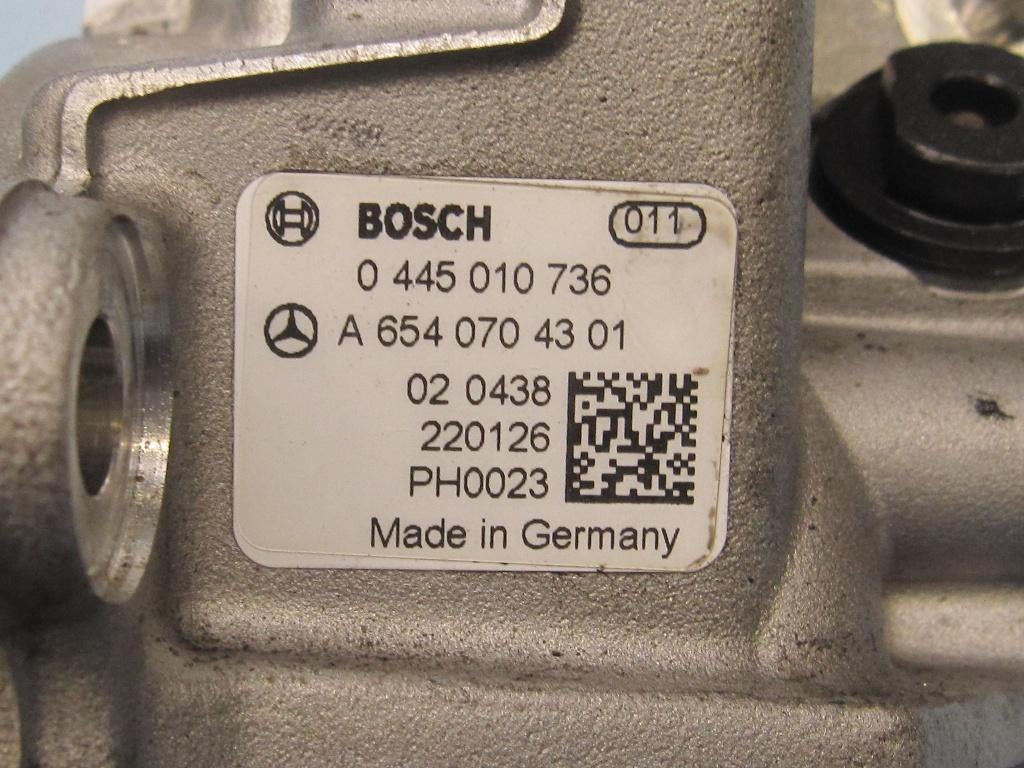 BOSCH 011
0 445 010 736
A 654 070 43 01
02 0438
220126
PH0023
Made in Germany